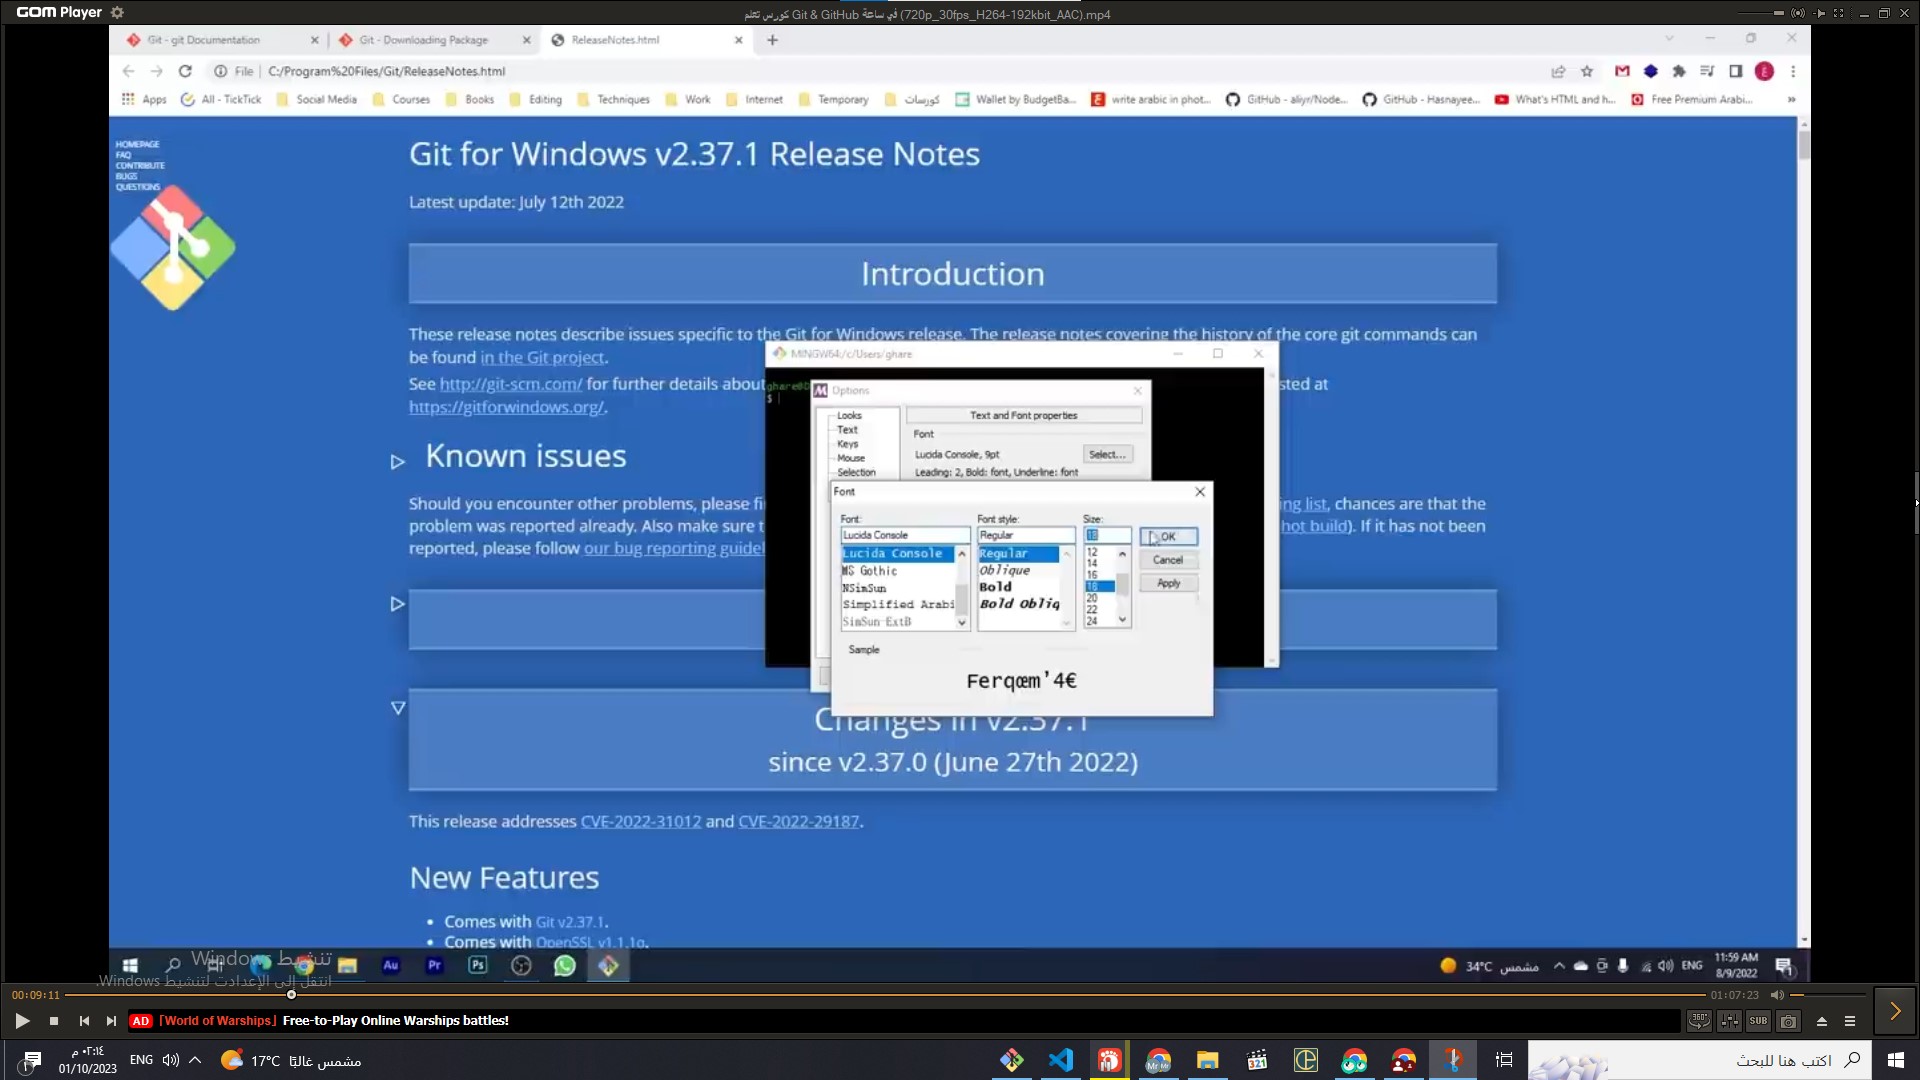 GOM Player
كورس تتعلم Git & GitHub في ساعة (720p_30fps_H264-192kbit_AAC).mp4
Git - git Documentation
Git - Downloading Package
ReleaseNotes.html
File
C:/Program%20Files/Git/ReleaseNotes.html
Apps
All - TickTick
Social Media
Courses
Books
Editing
Techniques
Work
Internet
Temporary
كورسات
Wallet by BudgetBa...
write arabic in phot...
GitHub - aliyr/Node...
GitHub - Hasnayee...
What's HTML and h...
Free Premium Arabi...
HOMEPAGE
FAQ
CONTRIBUTE
BUGS
QUESTIONS
Git for Windows v2.37.1 Release Notes
Latest update: July 12th 2022
Introduction
These release notes describe issues specific to the Git for Windows release. The release notes covering the history of the core git commands can
be found in the Git project.
See http://git-scm.com/ for further details about
sted at
https://gitforwindows.org/.
Known issues
Should you encounter other problems, please fi
ng list, chances are that the
problem was reported already. Also make sure t
hot build). If it has not been
reported, please follow our bug reporting guidel
MINGW64:/c/Users/ghare
ghare@D
$
Options
Looks
Text
Keys
Mouse
Selection
Text and Font properties
Font
Lucida Console, 9pt
Select...
Leading: 2, Bold: font, Underline: font
Font
Font:
Lucida Console
Lucida Console
MS Gothic
NSimSun
Simplified Arabi
SimSun-ExtB
Font style:
Regular
Regular
Oblique
Bold
Bold Obliq
Size:
18
12
14
16
18
20
22
24
OK
Cancel
Apply
Sample
Ferqœm'4€
Changes in v2.37.1
since v2.37.0 (June 27th 2022)
This release addresses CVE-2022-31012 and CVE-2022-29187.
New Features
Comes with Git v2.37.1.
Comes with OpenSSL v1.1.1q.
تنشيط Windows
انتقل إلى الإعدادات لتنشيط Windows.
Au
Pr
Ps
34°C مشمس
ENG
11:59 AM
8/9/2022
00:09:11
01:07:23
AD
「World of Warships」 Free-to-Play Online Warships battles!
360°
SUB
٠٢:١٤ م
01/10/2023
ENG
17°C مشمس غالبًا
321
اكتب هنا للبحث